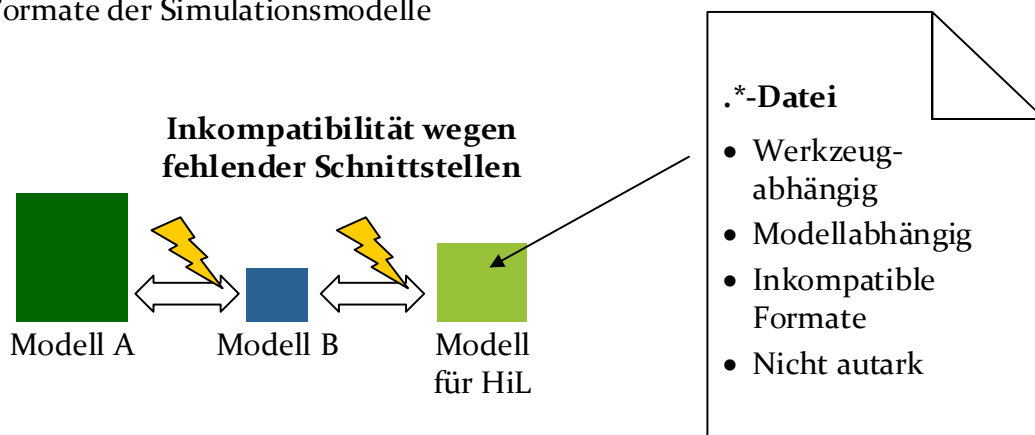 ormate der Simulationsmodelle
Inkompatibilität wegen
fehlender Schnittstellen
Modell A
Modell B
Modell
für HiL
.*-Datei
• Werkzeug-
abhängig
• Modellabhängig
• Inkompatible
Formate
• Nicht autark